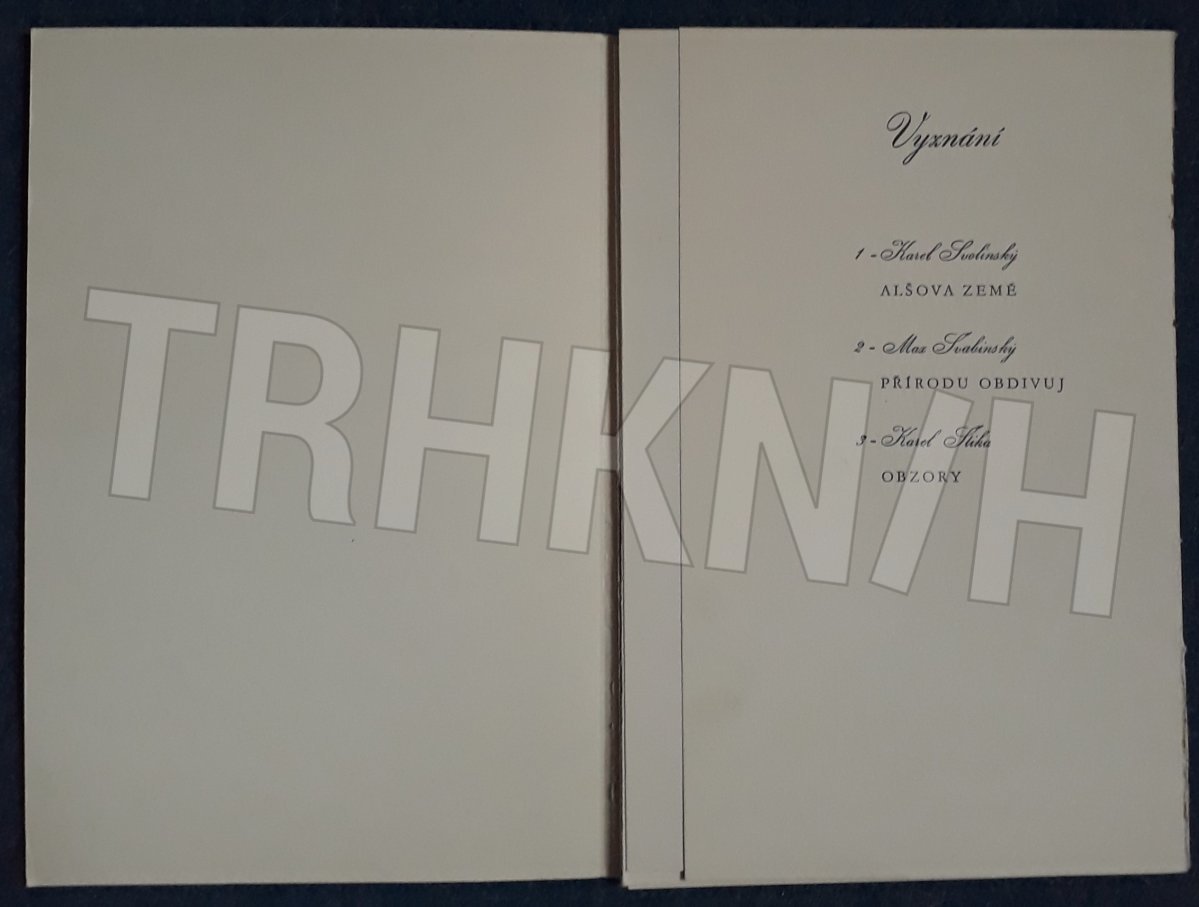 Vyznání
1 - Karel Svolinský
ALŠOVA ZEMĚ
2 - Max Švabinský
PŘÍRODU OBDIVUJ
3 - Karel Štika
OBZORY
TRHKNIH